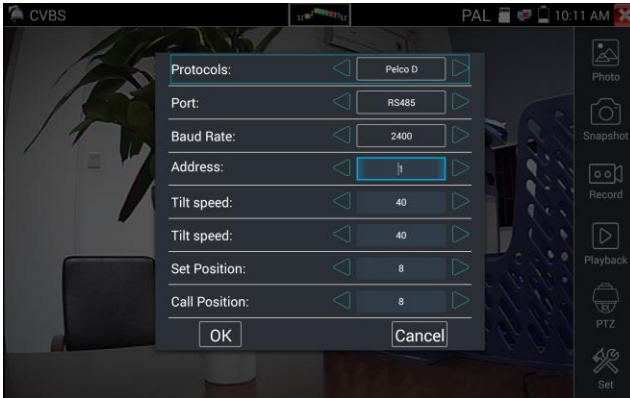 CVBS PAL 10:11 AM
Protocols: Pelco D
Port: RS485
Baud Rate: 2400
Address: 1
Tilt speed: 40
Tilt speed: 40
Set Position: 8
Call Position: 8
OK Cancel
Photo
Snapshot
Record
Playback
PTZ
Set